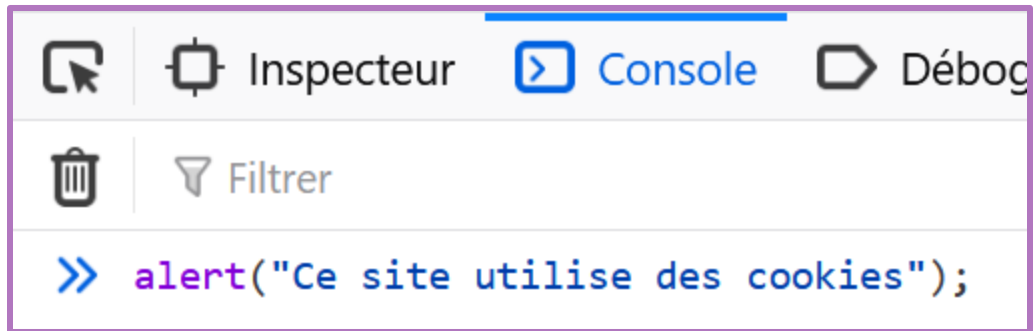 Inspecteur Console Débog
Filtrer
alert("Ce site utilise des cookies");